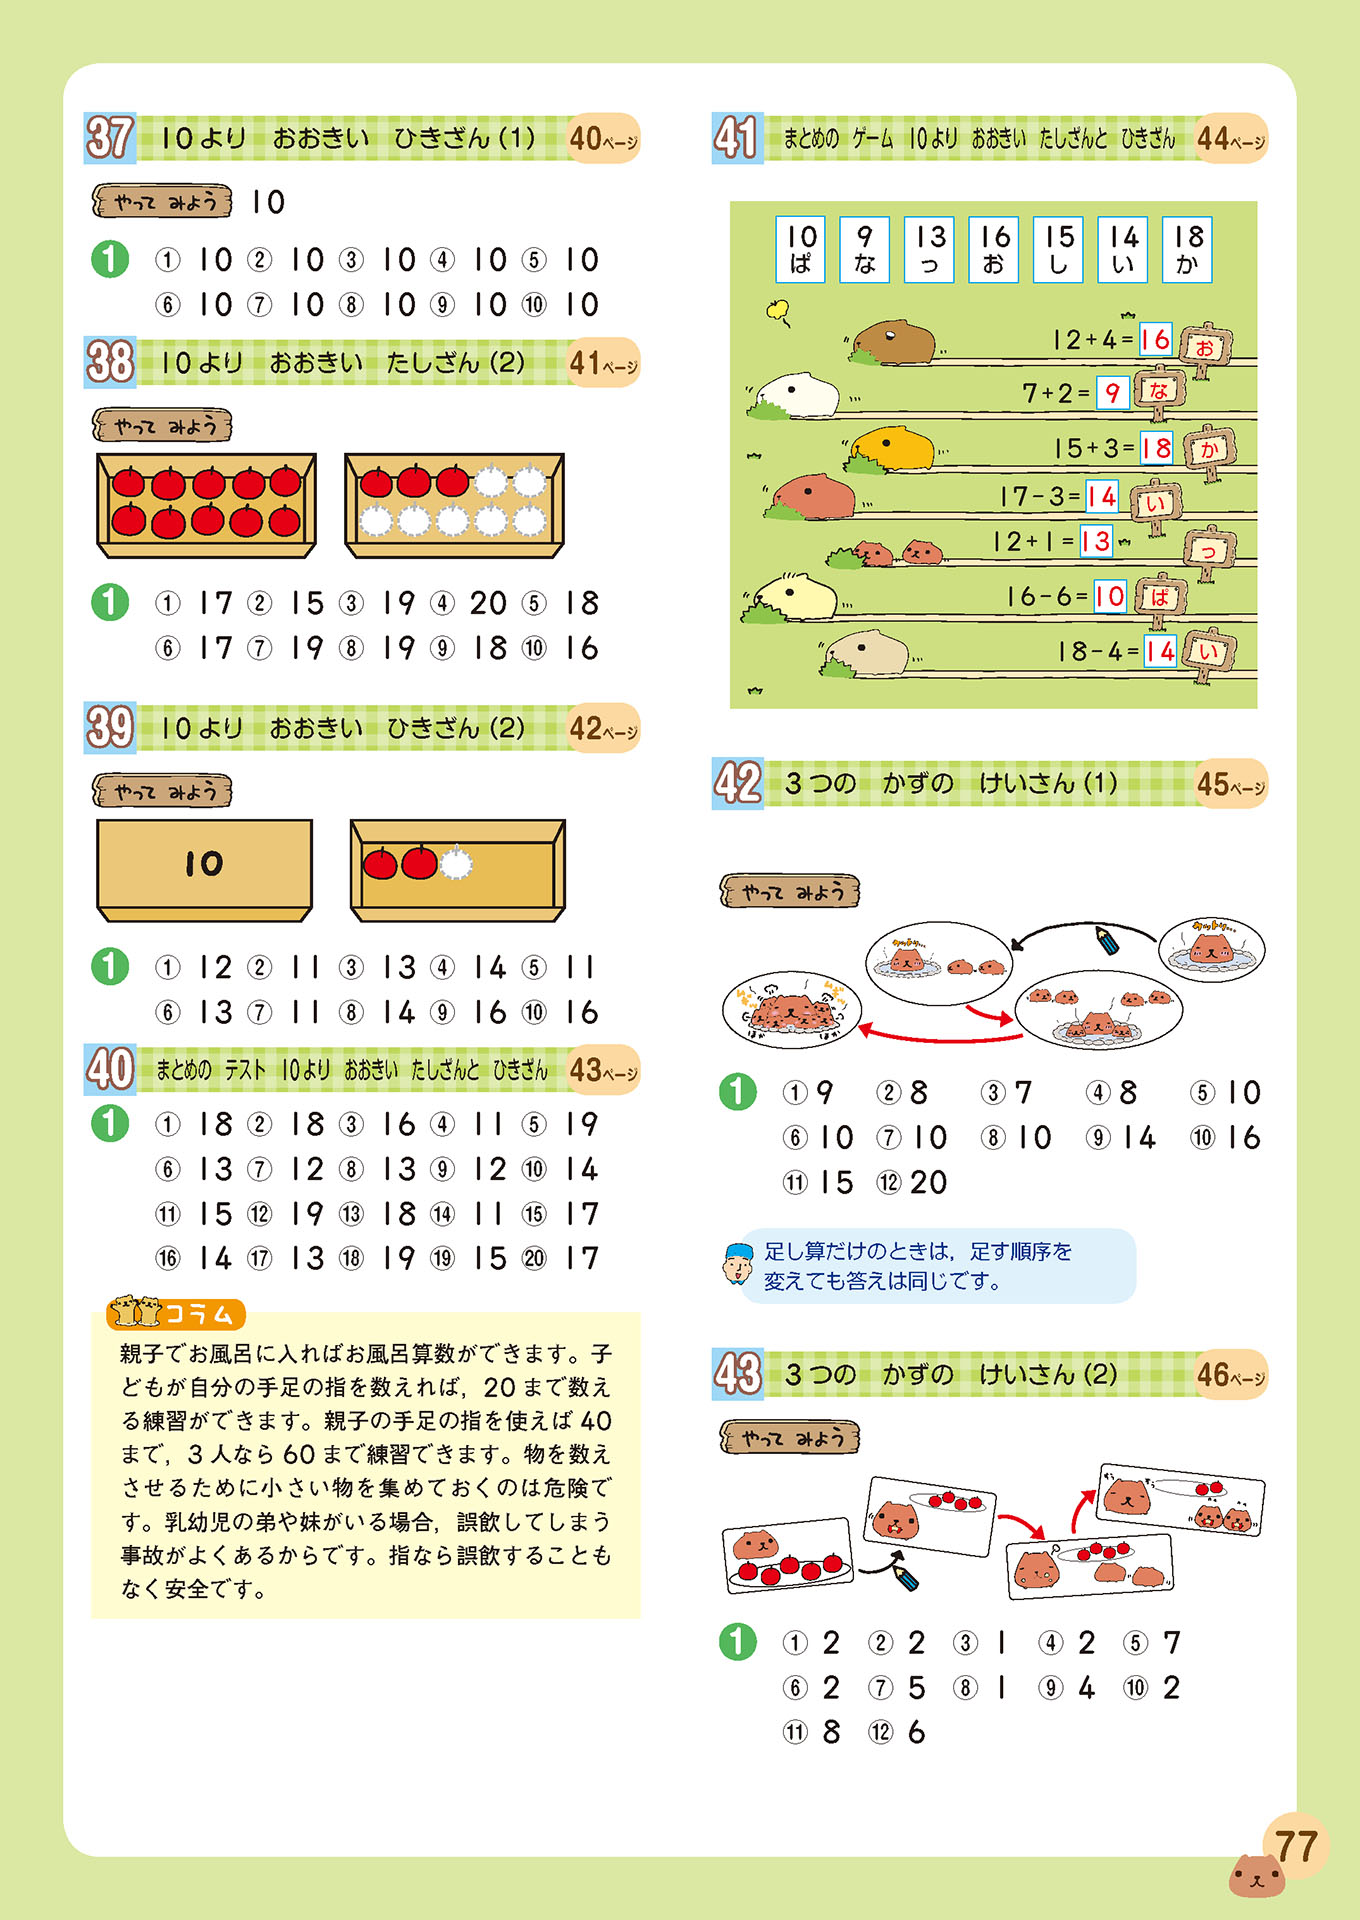 37 10より おおきい ひきざん(1) 40ページ
やって みよう 10
1 ① 10 ② 10 ③ 10 ④ 10 ⑤ 10
⑥ 10 ⑦ 10 ⑧ 10 ⑨ 10 ⑩ 10
38 10より おおきい たしざん(2) 41ページ
やって みよう
1 ① 17 ② 15 ③ 19 ④ 20 ⑤ 18
⑥ 17 ⑦ 19 ⑧ 19 ⑨ 18 ⑩ 16
39 10より おおきい ひきざん(2) 42ページ
やって みよう
10
1 ① 12 ② 11 ③ 13 ④ 14 ⑤ 11
⑥ 13 ⑦ 11 ⑧ 14 ⑨ 16 ⑩ 16
40 まとめの テスト 10より おおきい たしざんと ひきざん 43ページ
1 ① 18 ② 18 ③ 16 ④ 11 ⑤ 19
⑥ 13 ⑦ 12 ⑧ 13 ⑨ 12 ⑩ 14
⑪ 15 ⑫ 19 ⑬ 18 ⑭ 11 ⑮ 17
⑯ 14 ⑰ 13 ⑱ 19 ⑲ 15 ⑳ 17
コラム
親子でお風呂に入ればお風呂算数ができます。子
どもが自分の手足の指を数えれば，20まで数え
る練習ができます。親子の手足の指を使えば40
まで，3人なら60まで練習できます。物を数え
させるために小さい物を集めておくのは危険で
す。乳幼児の弟や妹がいる場合，誤飲してしまう
事故がよくあるからです。指なら誤飲することも
なく安全です。
41 まとめの ゲーム 10より おおきい たしざんと ひきざん 44ページ
10 9 13 16 15 14 18
ぱ な っ お し い か
12+4=16 お
7+2=9 な
15+3=18 か
17-3=14 い
12+1=13 っ
16-6=10 ぱ
18-4=14 い
42 3つの かずの けいさん(1) 45ページ
やって みよう
1 ① 9 ② 8 ③ 7 ④ 8 ⑤ 10
⑥ 10 ⑦ 10 ⑧ 10 ⑨ 14 ⑩ 16
⑪ 15 ⑫ 20
足し算だけのときは，足す順序を
変えても答えは同じです。
43 3つの かずの けいさん(2) 46ページ
やって みよう
1 ① 2 ② 2 ③ 1 ④ 2 ⑤ 7
⑥ 2 ⑦ 5 ⑧ 1 ⑨ 4 ⑩ 2
⑪ 8 ⑫ 6
77